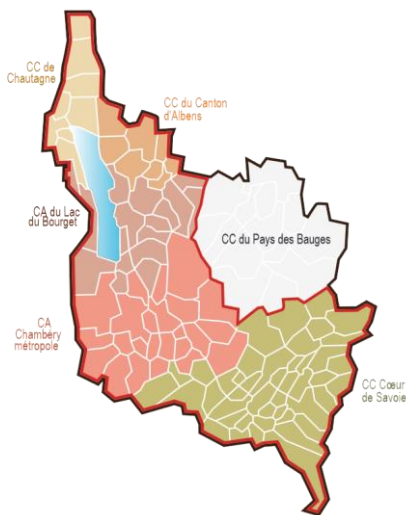 CC de
Chautagne
CC du Canton
d'Albens
CA du Lac
du Bourget
CC du Pays des Bauges
CA
Chambéry
métropole
CC Cœur
de Savoie